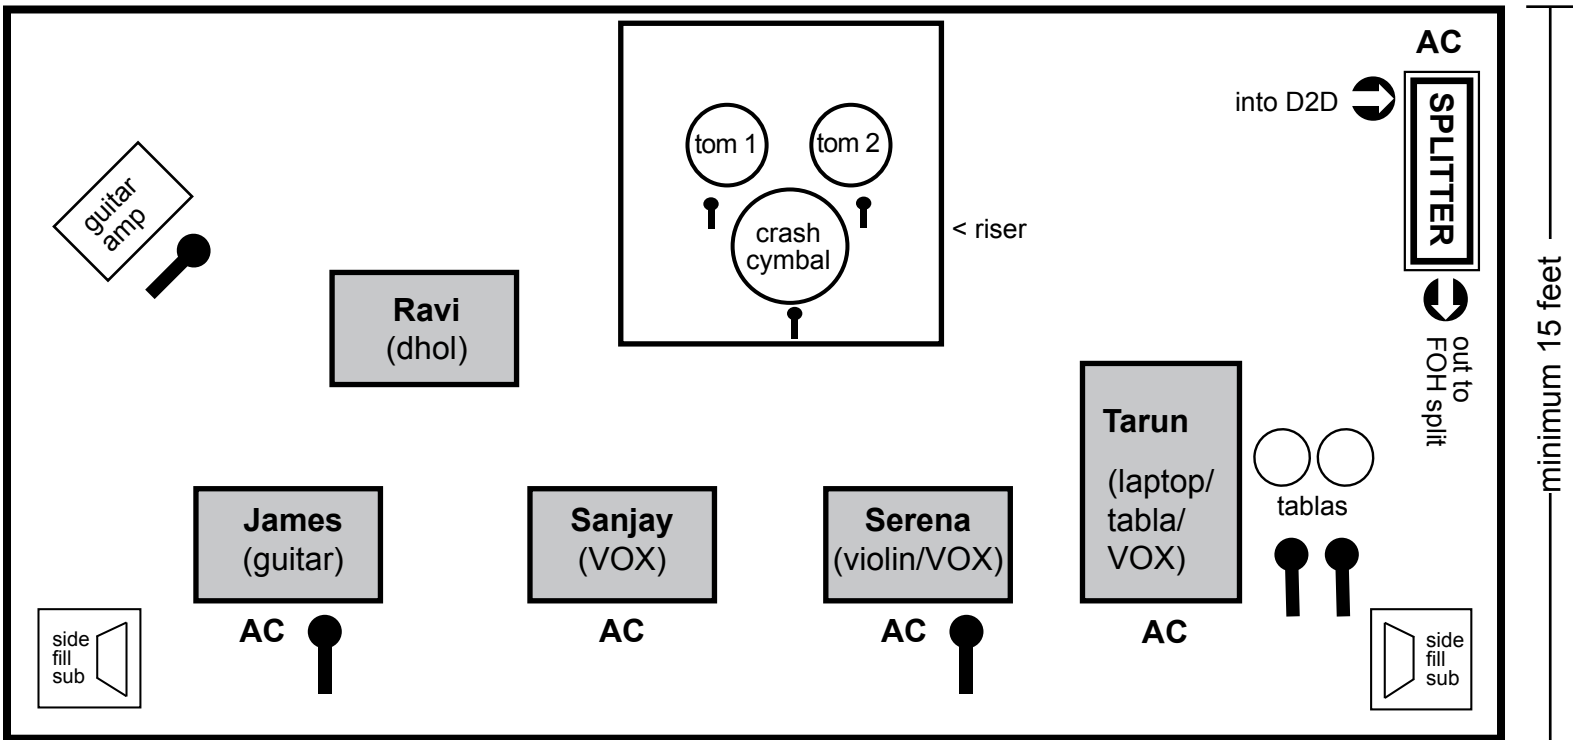 AC
into D2D
SPLITTER
tom 1
tom 2
guitar
amp
crash
cymbal
< riser
Ravi
(dhol)
out to
FOH split
minimum 15 feet
Tarun
(laptop/
tabla/
VOX)
tablas
James
(guitar)
Sanjay
(VOX)
Serena
(violin/VOX)
AC
AC
AC
AC
side
fill
sub
side
fill
sub